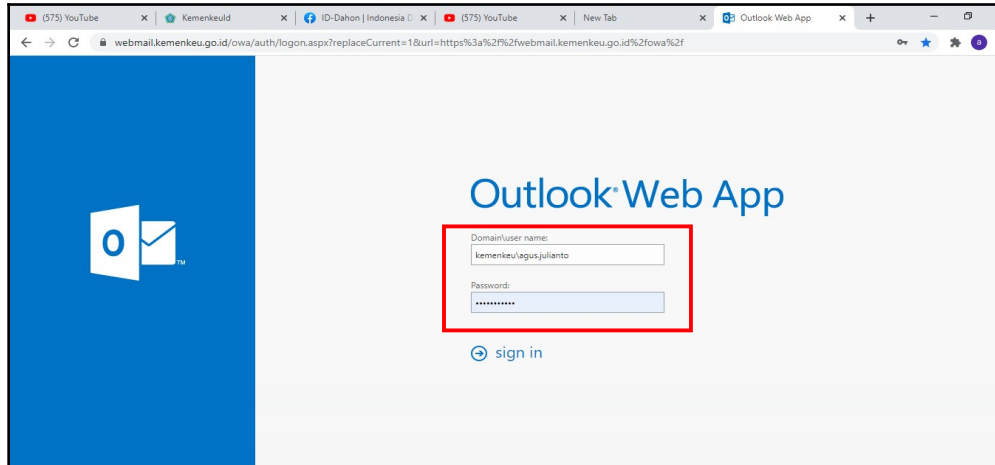 (575) YouTube
Kemenkeuld
ID-Dahon | Indonesia D
(575) YouTube
New Tab
Outlook Web App
webmail.kemenkeu.go.id/owa/auth/logon.aspx?replaceCurrent=1&url=https%3a%2f%2fwebmail.kemenkeu.go.id%2fowa%2f
a
Outlook Web App
Domain\user name:
kemenkeu\agus.julianto
Password:
•••••••••••
sign in
O
TM